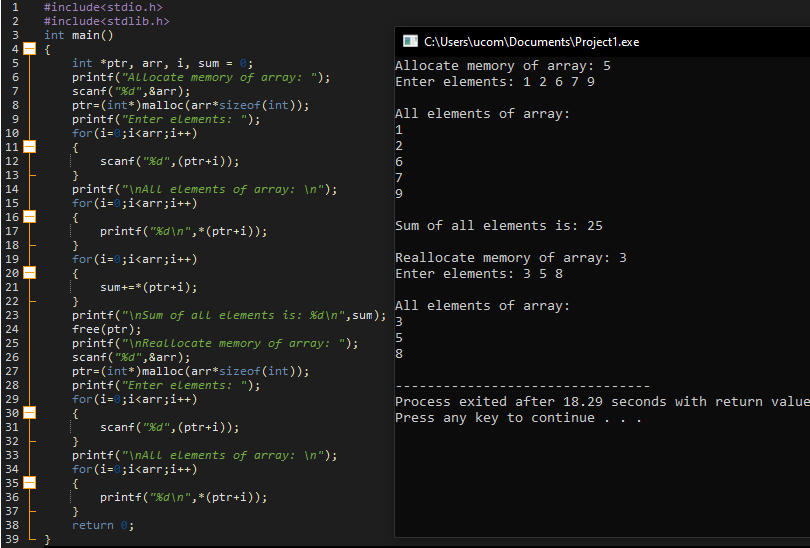 1 #include<stdio.h>
2 #include<stdlib.h>
3 int main()
4 {
5 int *ptr, arr, i, sum = 0;
6 printf("Allocate memory of array: ");
7 scanf("%d",&arr);
8 ptr=(int*)malloc(arr*sizeof(int));
9 printf("Enter elements: ");
10 for(i=0;i<arr;i++)
11 {
12 scanf("%d",(ptr+i));
13 }
14 printf("\nAll elements of array: \n");
15 for(i=0;i<arr;i++)
16 {
17 printf("%d\n",*(ptr+i));
18 }
19 for(i=0;i<arr;i++)
20 {
21 sum+=*(ptr+i);
22 }
23 printf("\nSum of all elements is: %d\n",sum);
24 free(ptr);
25 printf("\nReallocate memory of array: ");
26 scanf("%d",&arr);
27 ptr=(int*)malloc(arr*sizeof(int));
28 printf("Enter elements: ");
29 for(i=0;i<arr;i++)
30 {
31 scanf("%d",(ptr+i));
32 }
33 printf("\nAll elements of array: \n");
34 for(i=0;i<arr;i++)
35 {
36 printf("%d\n",*(ptr+i));
37 }
38 return 0;
39 }
C:\Users\ucom\Documents\Project1.exe
Allocate memory of array: 5
Enter elements: 1 2 6 7 9
All elements of array:
1
2
6
7
9
Sum of all elements is: 25
Reallocate memory of array: 3
Enter elements: 3 5 8
All elements of array:
3
5
8
--------------------------------
Process exited after 18.29 seconds with return value
Press any key to continue . . .